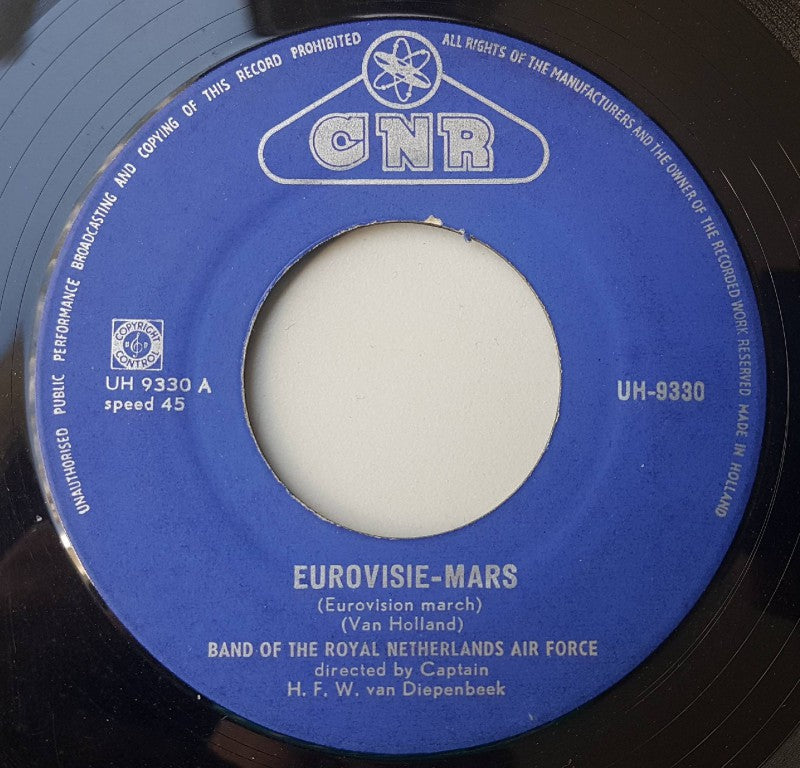 UNAUTHORISED PUBLIC PERFORMANCE BROADCASTING AND COPYING OF THIS RECORD PROHIBITED
ALL RIGHTS OF THE MANUFACTURERS AND THE OWNER OF THE RECORDED WORK RESERVED MADE IN HOLLAND
CNR
COPYRIGHT
B P
CONTROL
UH 9330 A
speed 45
UH-9330
EUROVISIE-MARS
(Eurovision march)
(Van Holland)
BAND OF THE ROYAL NETHERLANDS AIR FORCE
directed by Captain
H. F. W. van Diepenbeek